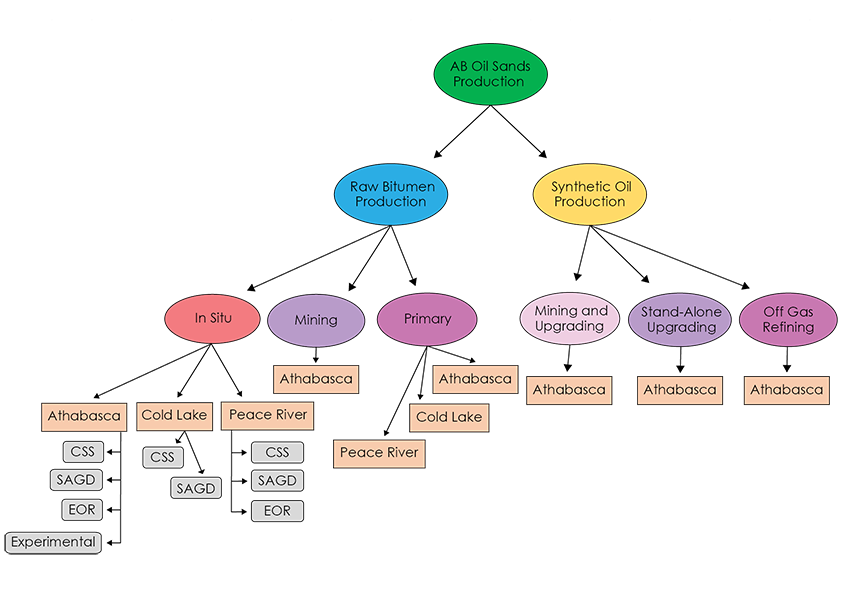 AB Oil Sands
Production
Raw Bitumen
Production
Synthetic Oil
Production
In Situ
Mining
Primary
Mining and
Upgrading
Stand-Alone
Upgrading
Off Gas
Refining
Athabasca
Athabasca
Athabasca
Athabasca
Athabasca
Athabasca
Cold Lake
Peace River
Cold Lake
Peace River
CSS
SAGD
EOR
Experimental
CSS
SAGD
CSS
SAGD
EOR